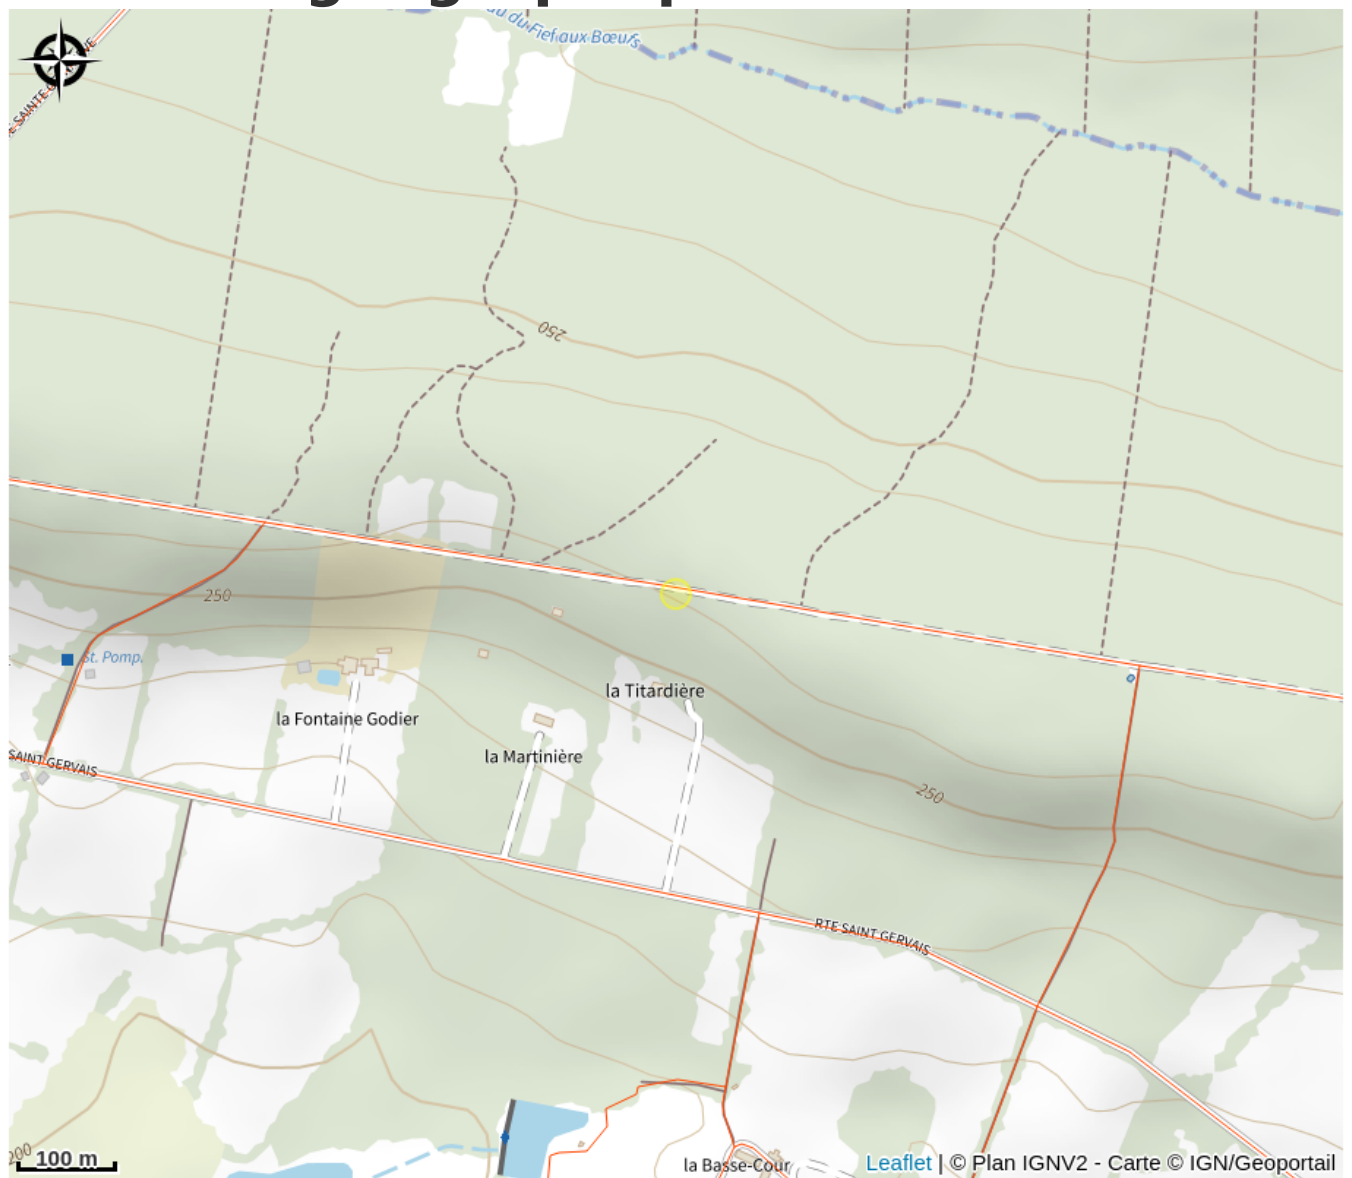 du Fief aux Bœufs
250
250
St. Pomp.
la Titardière
la Fontaine Godier
la Martinière
SAINT GERVAIS
250
RTE SAINT GERVAIS
100 m
la Basse-Cour
Leaflet | © Plan IGNV2 - Carte © IGN/Geoportail